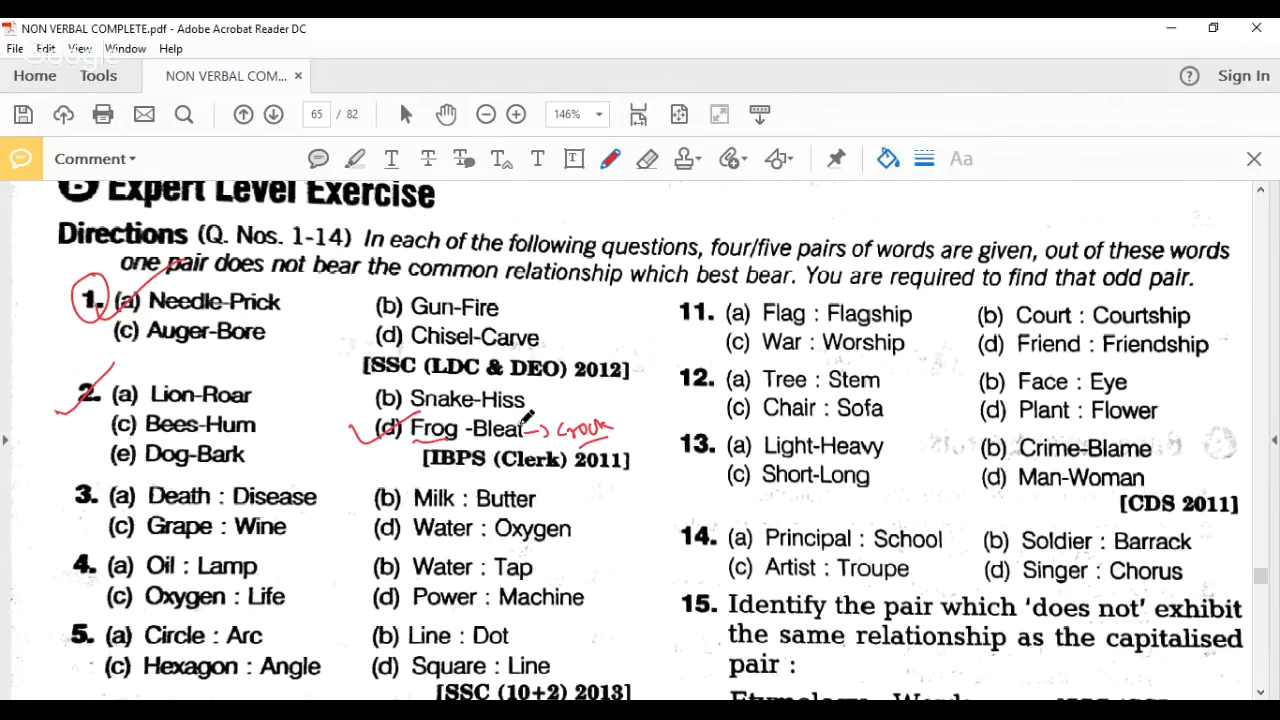 NON VERBAL COMPLETE.pdf - Adobe Acrobat Reader DC
File Edit View Window Help
Google
Home Tools NON VERBAL COM... × Sign In
65 / 82 146%
Comment
Expert Level Exercise
Directions (Q. Nos. 1-14) In each of the following questions, four/five pairs of words are given, out of these words
one pair does not bear the common relationship which best bear. You are required to find that odd pair.
1. (a) Needle-Prick (b) Gun-Fire
(c) Auger-Bore (d) Chisel-Carve
[SSC (LDC & DEO) 2012]
2. (a) Lion-Roar (b) Snake-Hiss
(c) Bees-Hum (d) Frog -Bleat → Crock
(e) Dog-Bark [IBPS (Clerk) 2011]
3. (a) Death : Disease (b) Milk : Butter
(c) Grape : Wine (d) Water : Oxygen
4. (a) Oil : Lamp (b) Water : Tap
(c) Oxygen : Life (d) Power : Machine
5. (a) Circle : Arc (b) Line : Dot
(c) Hexagon : Angle (d) Square : Line
[SSC (10+2) 2013]
11. (a) Flag : Flagship (b) Court : Courtship
(c) War : Worship (d) Friend : Friendship
12. (a) Tree : Stem (b) Face : Eye
(c) Chair : Sofa (d) Plant : Flower
13. (a) Light-Heavy (b) Crime-Blame
(c) Short-Long (d) Man-Woman
[CDS 2011]
14. (a) Principal : School (b) Soldier : Barrack
(c) Artist : Troupe (d) Singer : Chorus
15. Identify the pair which 'does not' exhibit
the same relationship as the capitalised
pair :